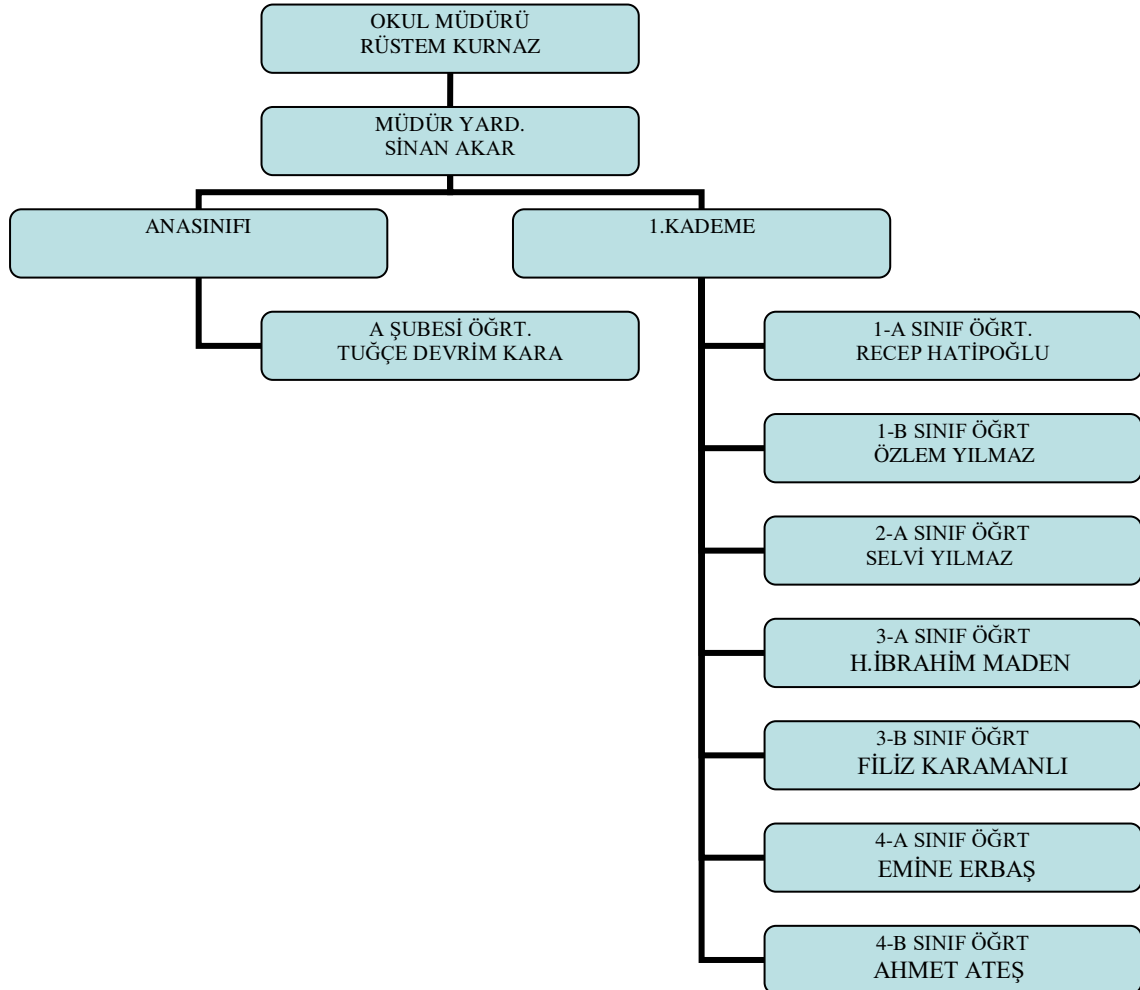 OKUL MÜDÜRÜ
RÜSTEM KURNAZ
MÜDÜR YARD.
SİNAN AKAR
ANASINIFI
1.KADEME
A ŞUBESİ ÖĞRT.
TUĞÇE DEVRİM KARA
1-A SINIF ÖĞRT.
RECEP HATİPOĞLU
1-B SINIF ÖĞRT
ÖZLEM YILMAZ
2-A SINIF ÖĞRT
SELVİ YILMAZ
3-A SINIF ÖĞRT
H.İBRAHİM MADEN
3-B SINIF ÖĞRT
FİLİZ KARAMANLI
4-A SINIF ÖĞRT
EMİNE ERBAŞ
4-B SINIF ÖĞRT
AHMET ATEŞ